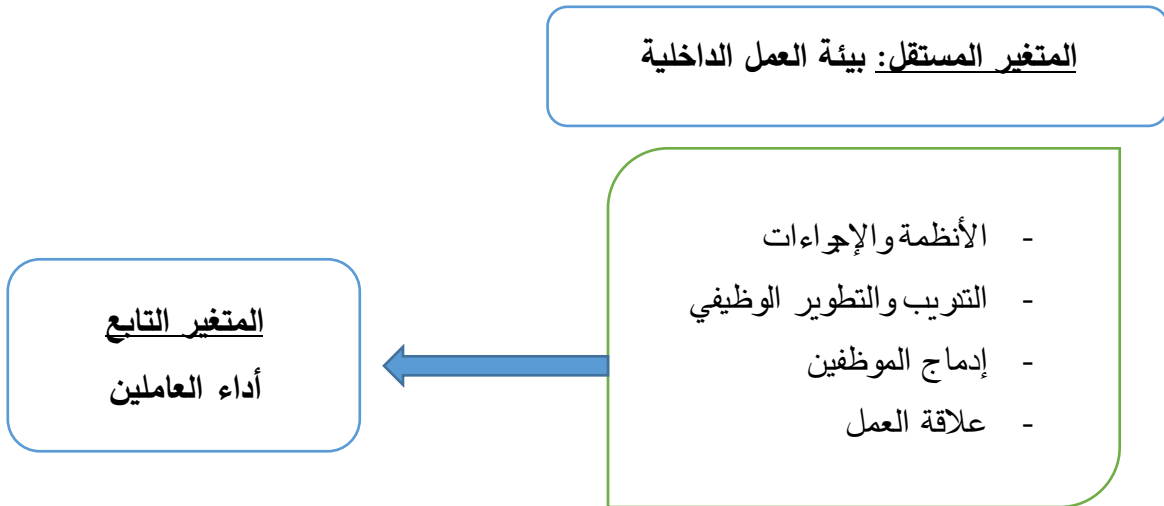 المتغير المستقل: بيئة العمل الداخلية
- الأنظمة والإجراءات
- التدريب والتطوير الوظيفي
- إدماج الموظفين
- علاقة العمل
المتغير التابع
أداء العاملين